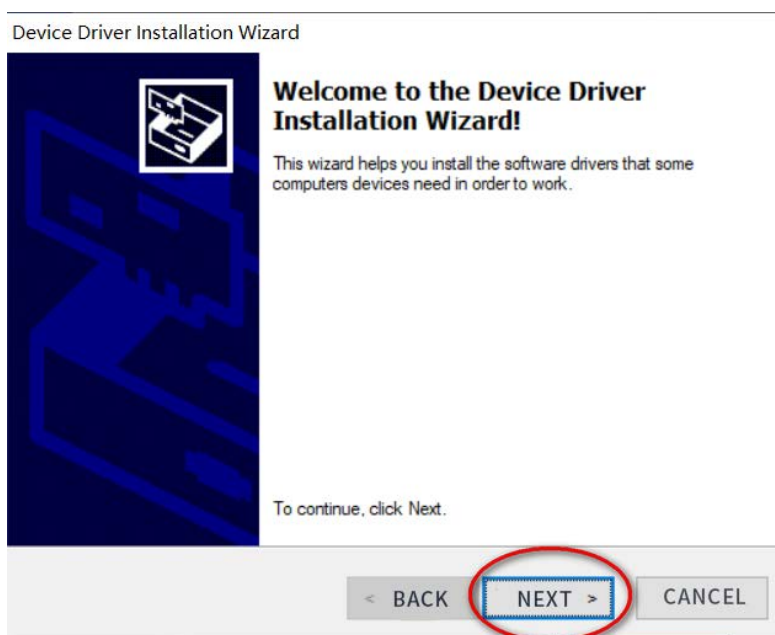 Device Driver Installation Wizard
Welcome to the Device Driver
Installation Wizard!
This wizard helps you install the software drivers that some
computers devices need in order to work.
To continue, click Next.
< BACK
NEXT >
CANCEL